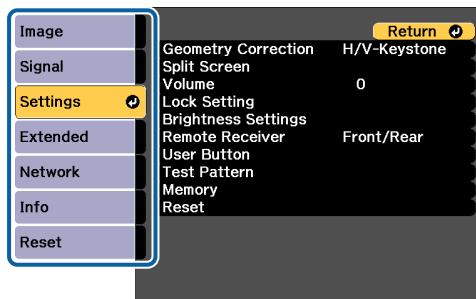 Image
Signal
Settings
Extended
Network
Info
Reset
Return
Geometry Correction H/V-Keystone
Split Screen
Volume 0
Lock Setting
Brightness Settings
Remote Receiver Front/Rear
User Button
Test Pattern
Memory
Reset